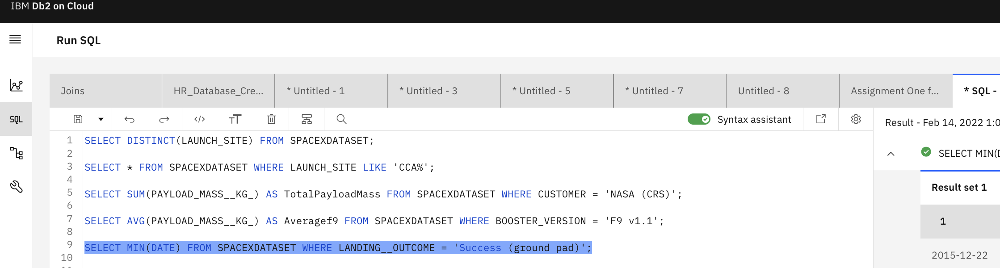 IBM Db2 on Cloud
Run SQL
Joins
HR_Database_Cre...
* Untitled - 1
* Untitled - 3
* Untitled - 5
* Untitled - 7
Untitled - 8
Assignment One f...
* SQL -
SQL
Syntax assistant
Result - Feb 14, 2022 1:0
1 SELECT DISTINCT(LAUNCH_SITE) FROM SPACEXDATASET;
2
3 SELECT * FROM SPACEXDATASET WHERE LAUNCH_SITE LIKE 'CCA%';
4
5 SELECT SUM(PAYLOAD_MASS__KG_) AS TotalPayloadMass FROM SPACEXDATASET WHERE CUSTOMER = 'NASA (CRS)';
6
7 SELECT AVG(PAYLOAD_MASS__KG_) AS Averagef9 FROM SPACEXDATASET WHERE BOOSTER_VERSION = 'F9 v1.1';
8
9 SELECT MIN(DATE) FROM SPACEXDATASET WHERE LANDING__OUTCOME = 'Success (ground pad)';
10
SELECT MIN(D
Result set 1
1
2015-12-22